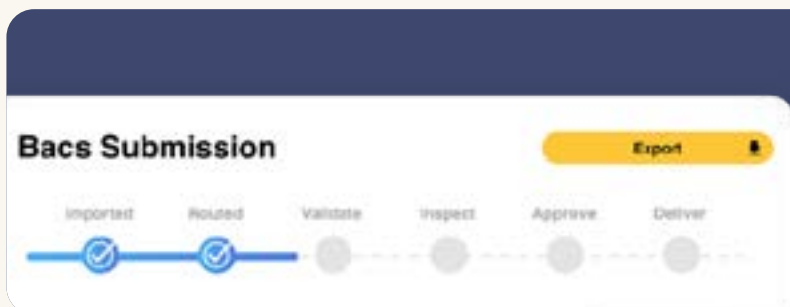 Bacs Submission
Export
Imported Routed Validate Inspect Approve Deliver